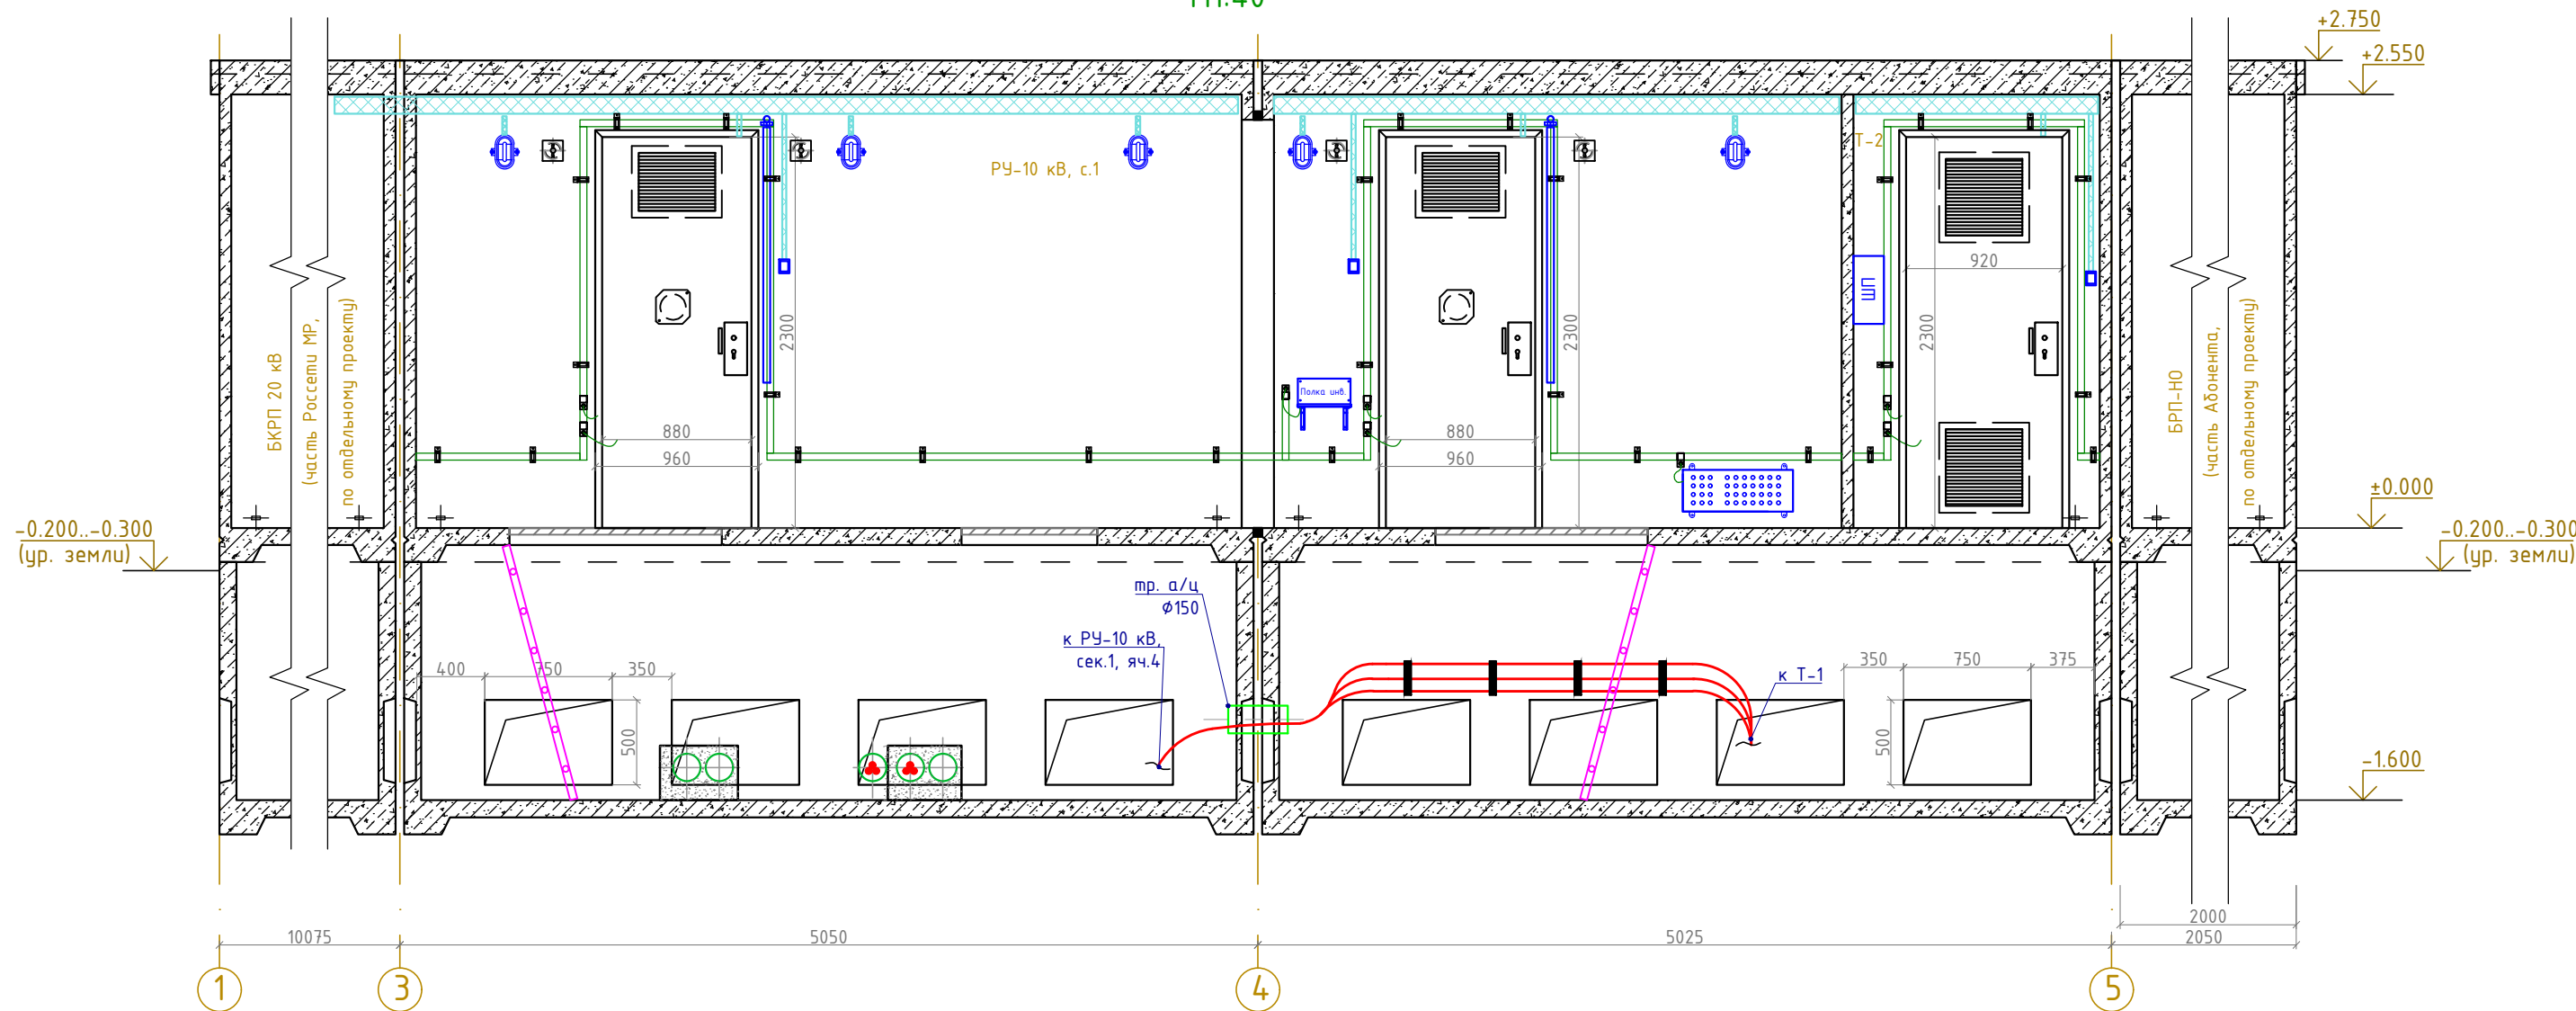 +2.750
+2.550
Т-2
РУ-10 кВ, с.1
920
ШП
2300
2300
2300
БКРП 20 кВ
(часть Россети МР,
по отдельному проекту)
БРП-НО
(часть Абонента,
по отдельному проекту)
Полка инв.
880
960
880
960
±0.000
-0.200..-0.300
(ур. земли)
-0.200..-0.300
(ур. земли)
тр. а/ц
Ø150
к РУ-10 кВ,
сек.1, яч.4
к Т-1
400
750
350
350
750
375
500
500
-1.600
2000
10075
5050
5025
2050
1
3
4
5